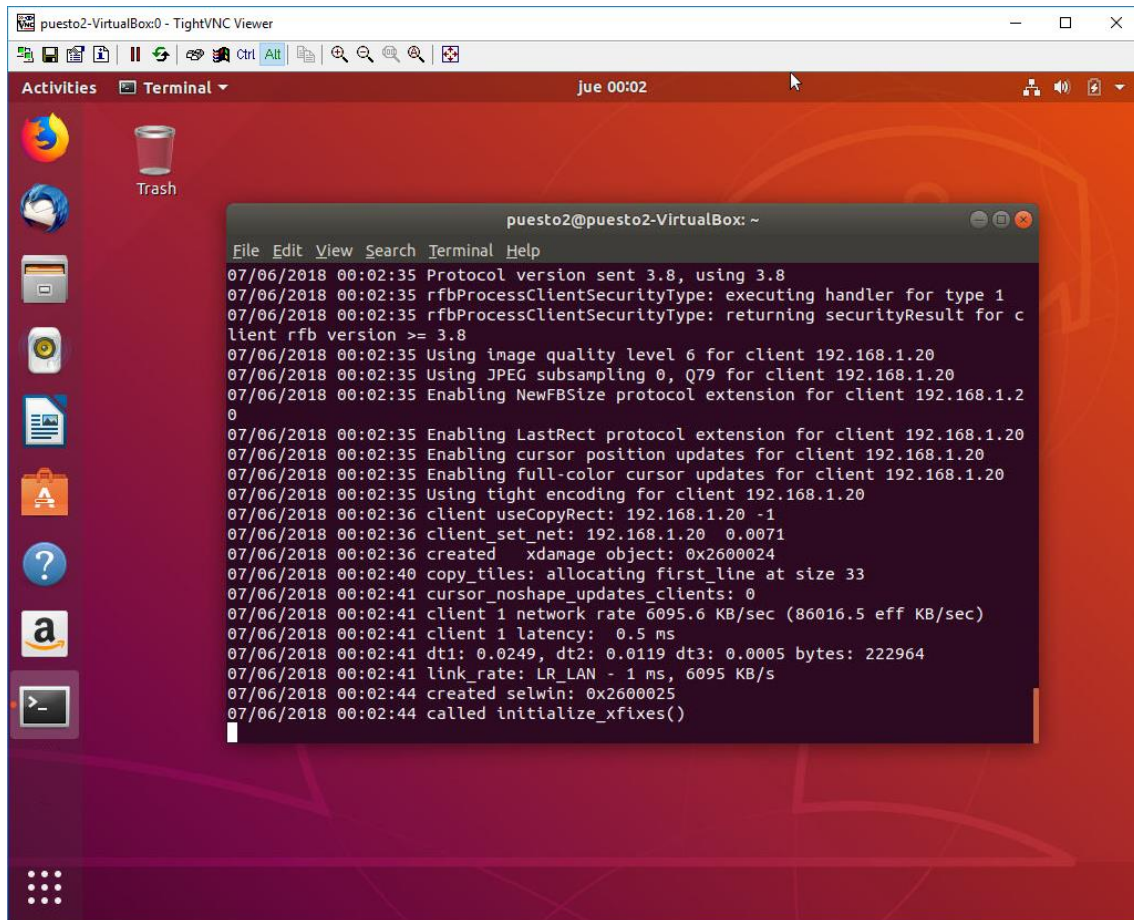 puesto2-VirtualBox:0 - TightVNC Viewer
Ctrl Alt
Activities Terminal jue 00:02
Trash
puesto2@puesto2-VirtualBox: ~
File Edit View Search Terminal Help
07/06/2018 00:02:35 Protocol version sent 3.8, using 3.8
07/06/2018 00:02:35 rfbProcessClientSecurityType: executing handler for type 1
07/06/2018 00:02:35 rfbProcessClientSecurityType: returning securityResult for c
lient rfb version >= 3.8
07/06/2018 00:02:35 Using image quality level 6 for client 192.168.1.20
07/06/2018 00:02:35 Using JPEG subsampling 0, Q79 for client 192.168.1.20
07/06/2018 00:02:35 Enabling NewFBSize protocol extension for client 192.168.1.2
0
07/06/2018 00:02:35 Enabling LastRect protocol extension for client 192.168.1.20
07/06/2018 00:02:35 Enabling cursor position updates for client 192.168.1.20
07/06/2018 00:02:35 Enabling full-color cursor updates for client 192.168.1.20
07/06/2018 00:02:35 Using tight encoding for client 192.168.1.20
07/06/2018 00:02:36 client useCopyRect: 192.168.1.20 -1
07/06/2018 00:02:36 client_set_net: 192.168.1.20  0.0071
07/06/2018 00:02:36 created   xdamage object: 0x2600024
07/06/2018 00:02:40 copy_tiles: allocating first_line at size 33
07/06/2018 00:02:41 cursor_noshape_updates_clients: 0
07/06/2018 00:02:41 client 1 network rate 6095.6 KB/sec (86016.5 eff KB/sec)
07/06/2018 00:02:41 client 1 latency:  0.5 ms
07/06/2018 00:02:41 dt1: 0.0249, dt2: 0.0119 dt3: 0.0005 bytes: 222964
07/06/2018 00:02:41 link_rate: LR_LAN - 1 ms, 6095 KB/s
07/06/2018 00:02:44 created selwin: 0x2600025
07/06/2018 00:02:44 called initialize_xfixes()